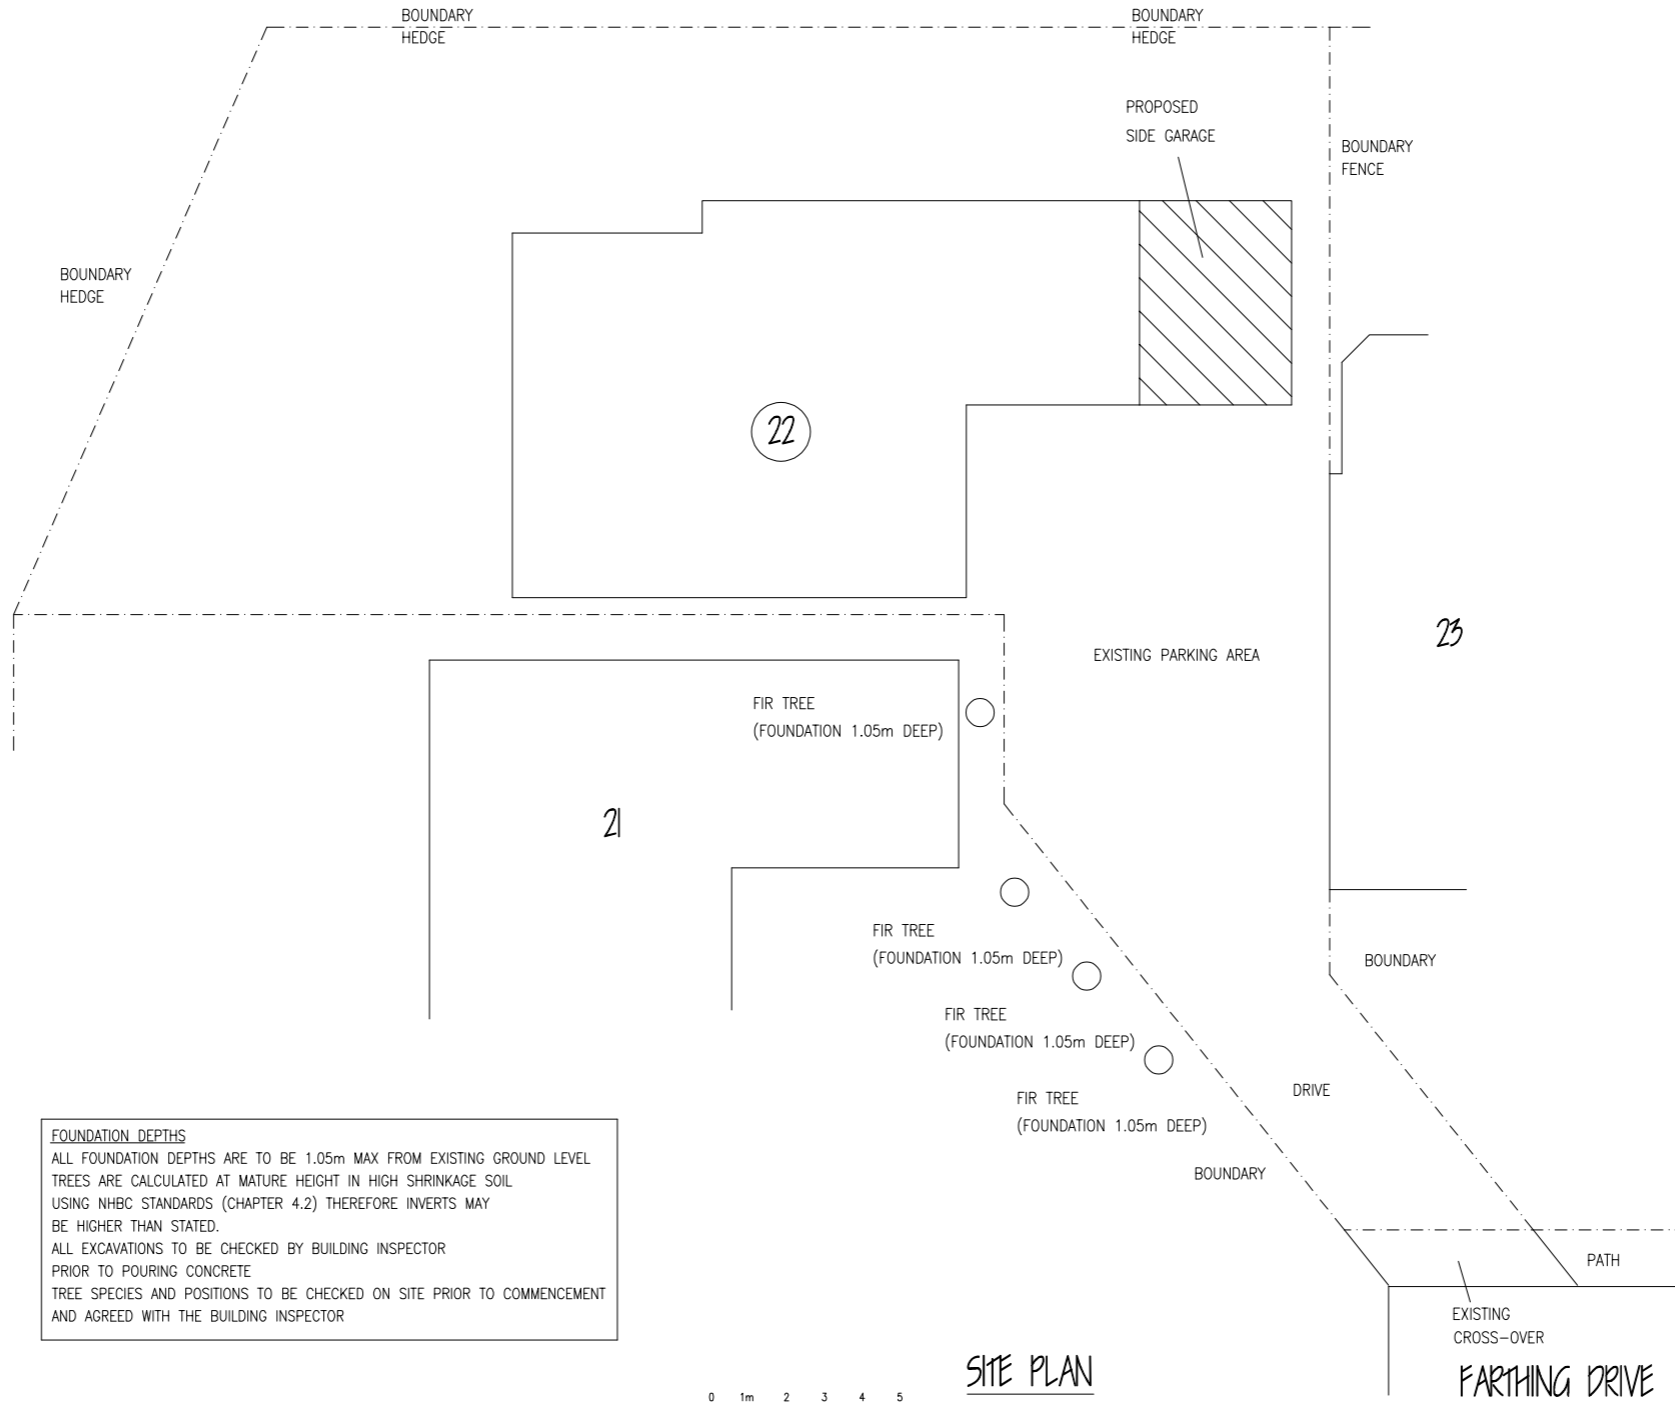 BOUNDARY
HEDGE
BOUNDARY
HEDGE
PROPOSED
SIDE GARAGE
BOUNDARY
FENCE
BOUNDARY
HEDGE
22
23
EXISTING PARKING AREA
FIR TREE
(FOUNDATION 1.05m DEEP)
21
FIR TREE
(FOUNDATION 1.05m DEEP)
BOUNDARY
FIR TREE
(FOUNDATION 1.05m DEEP)
DRIVE
FIR TREE
(FOUNDATION 1.05m DEEP)
BOUNDARY
FOUNDATION DEPTHS
ALL FOUNDATION DEPTHS ARE TO BE 1.05m MAX FROM EXISTING GROUND LEVEL
TREES ARE CALCULATED AT MATURE HEIGHT IN HIGH SHRINKAGE SOIL
USING NHBC STANDARDS (CHAPTER 4.2) THEREFORE INVERTS MAY
BE HIGHER THAN STATED.
ALL EXCAVATIONS TO BE CHECKED BY BUILDING INSPECTOR
PRIOR TO POURING CONCRETE
TREE SPECIES AND POSITIONS TO BE CHECKED ON SITE PRIOR TO COMMENCEMENT
AND AGREED WITH THE BUILDING INSPECTOR
PATH
EXISTING
CROSS-OVER
SITE PLAN
FARTHING DRIVE
0 1m 2 3 4 5